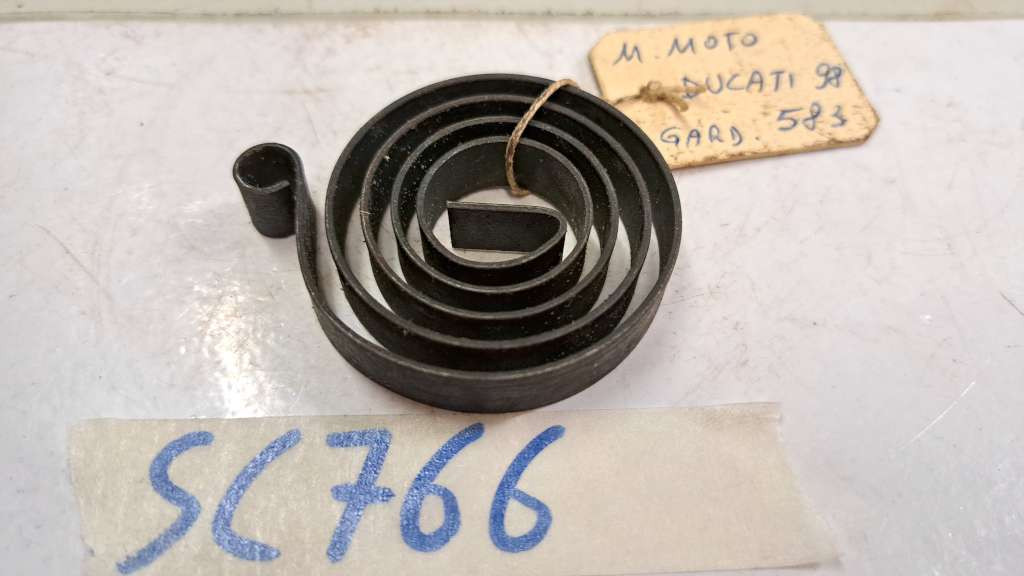 M. MOTO
DUCATI 98
GARD. 583
SC766